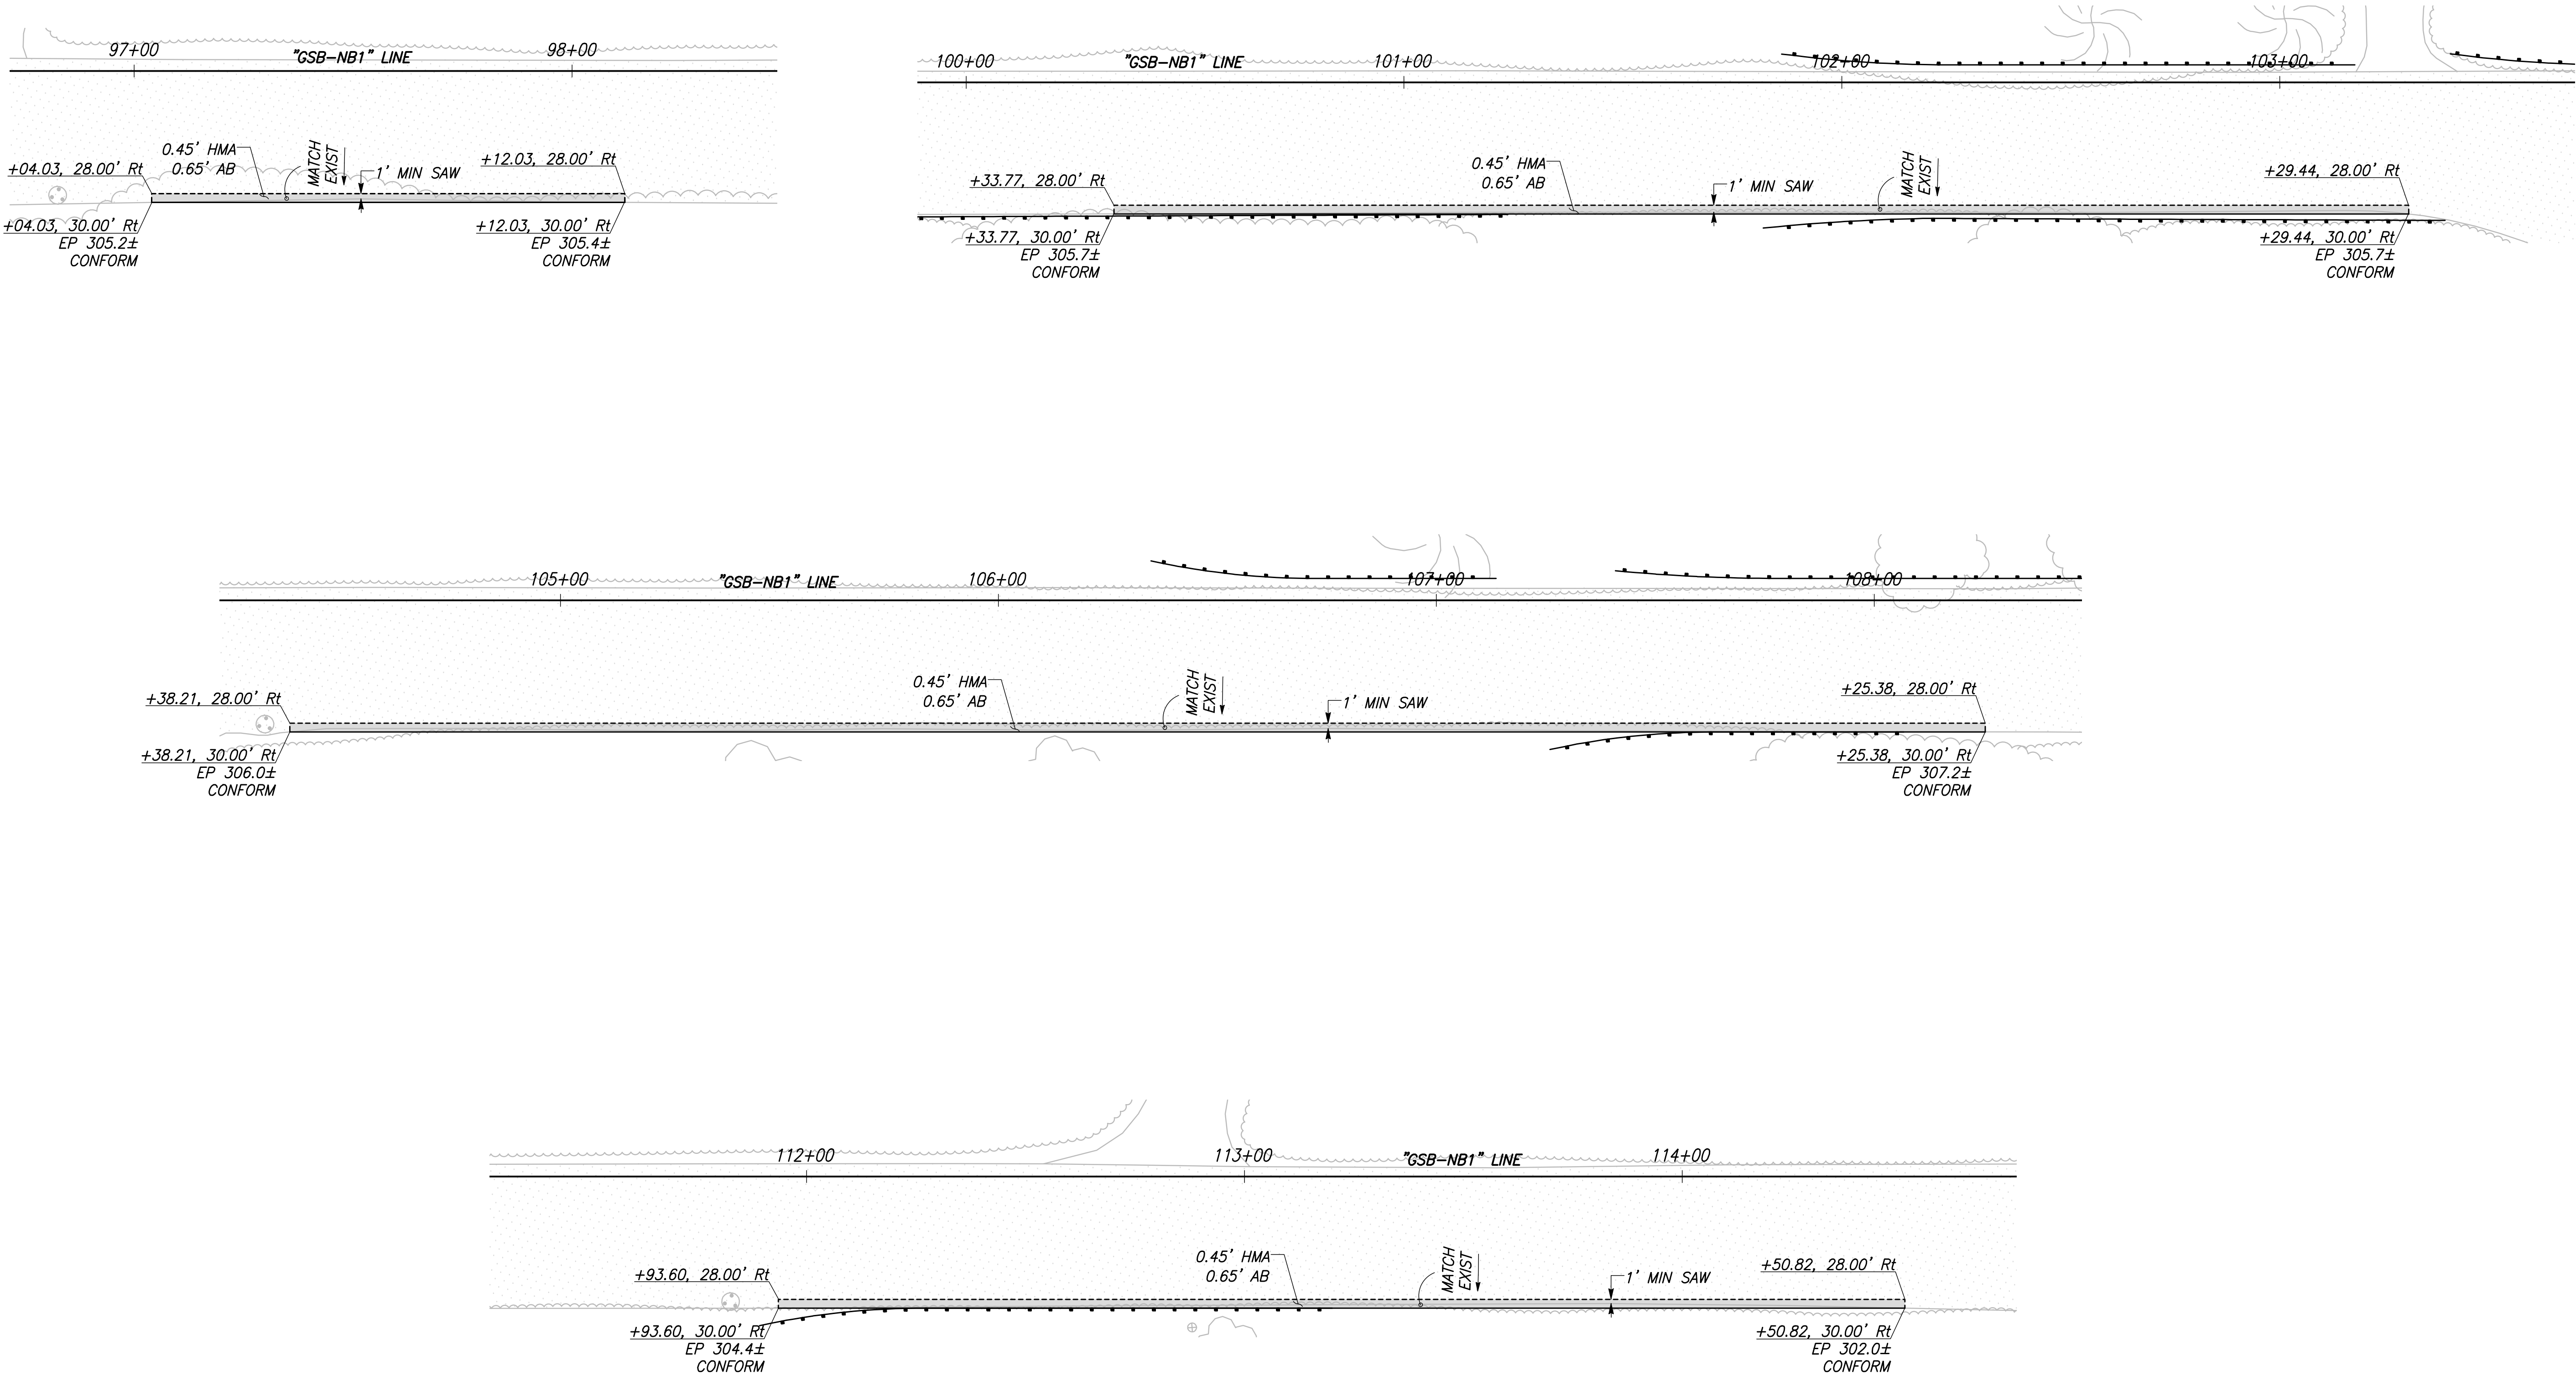 97+00
"GSB-NB1" LINE
98+00
+04.03, 28.00' Rt
0.45' HMA
0.65' AB
MATCH
EXIST
1' MIN SAW
+12.03, 28.00' Rt
+04.03, 30.00' Rt
EP 305.2±
CONFORM
+12.03, 30.00' Rt
EP 305.4±
CONFORM
100+00
"GSB-NB1" LINE
101+00
102+00
103+00
+33.77, 28.00' Rt
0.45' HMA
0.65' AB
1' MIN SAW
MATCH
EXIST
+29.44, 28.00' Rt
+33.77, 30.00' Rt
EP 305.7±
CONFORM
+29.44, 30.00' Rt
EP 305.7±
CONFORM
105+00
"GSB-NB1" LINE
106+00
107+00
108+00
+38.21, 28.00' Rt
0.45' HMA
0.65' AB
MATCH
EXIST
1' MIN SAW
+25.38, 28.00' Rt
+38.21, 30.00' Rt
EP 306.0±
CONFORM
+25.38, 30.00' Rt
EP 307.2±
CONFORM
112+00
113+00
"GSB-NB1" LINE
114+00
+93.60, 28.00' Rt
0.45' HMA
0.65' AB
MATCH
EXIST
1' MIN SAW
+50.82, 28.00' Rt
+93.60, 30.00' Rt
EP 304.4±
CONFORM
+50.82, 30.00' Rt
EP 302.0±
CONFORM